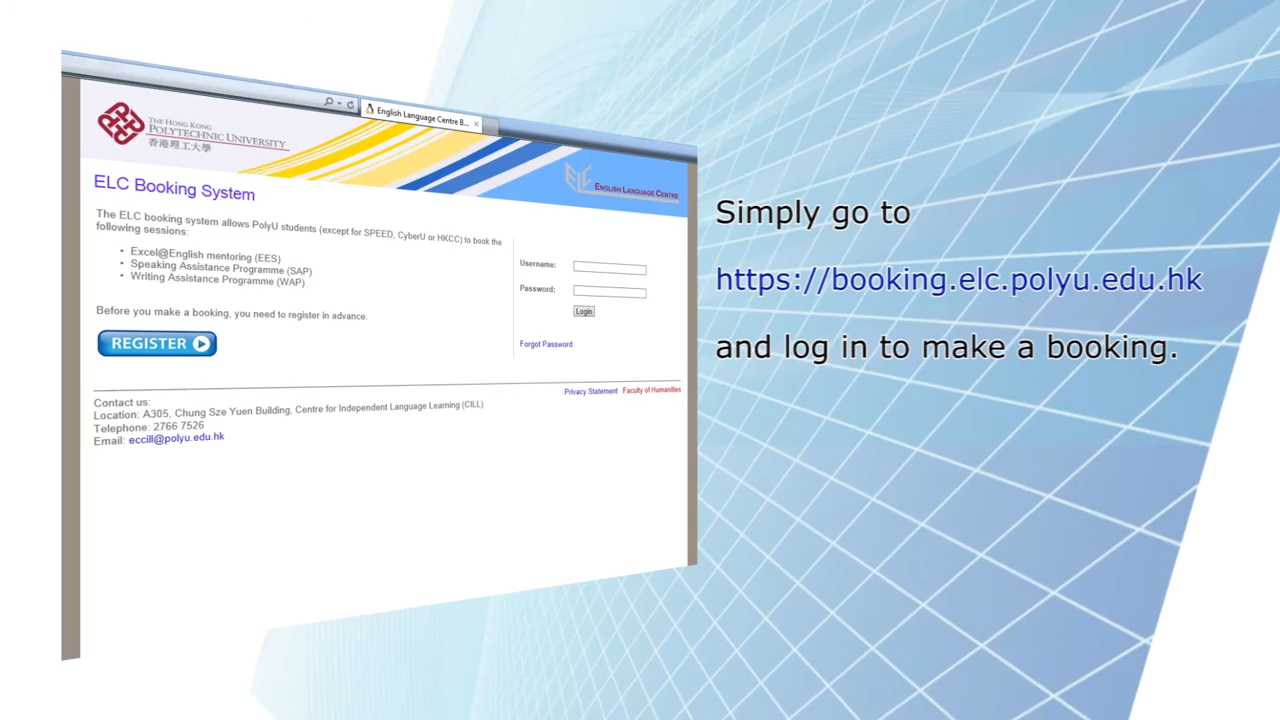 English Language Centre B...
THE HONG KONG
POLYTECHNIC UNIVERSITY
香港理工大學
ELC
ENGLISH LANGUAGE CENTRE
ELC Booking System
The ELC booking system allows PolyU students (except for SPEED, CyberU or HKCC) to book the
following sessions:
• Excel@English mentoring (EES)
• Speaking Assistance Programme (SAP)
• Writing Assistance Programme (WAP)
Before you make a booking, you need to register in advance.
REGISTER
Username:
Password:
Login
Forgot Password
Privacy Statement Faculty of Humanities
Contact us:
Location: A305, Chung Sze Yuen Building, Centre for Independent Language Learning (CILL)
Telephone: 2766 7526
Email: eccill@polyu.edu.hk
Simply go to
https://booking.elc.polyu.edu.hk
and log in to make a booking.